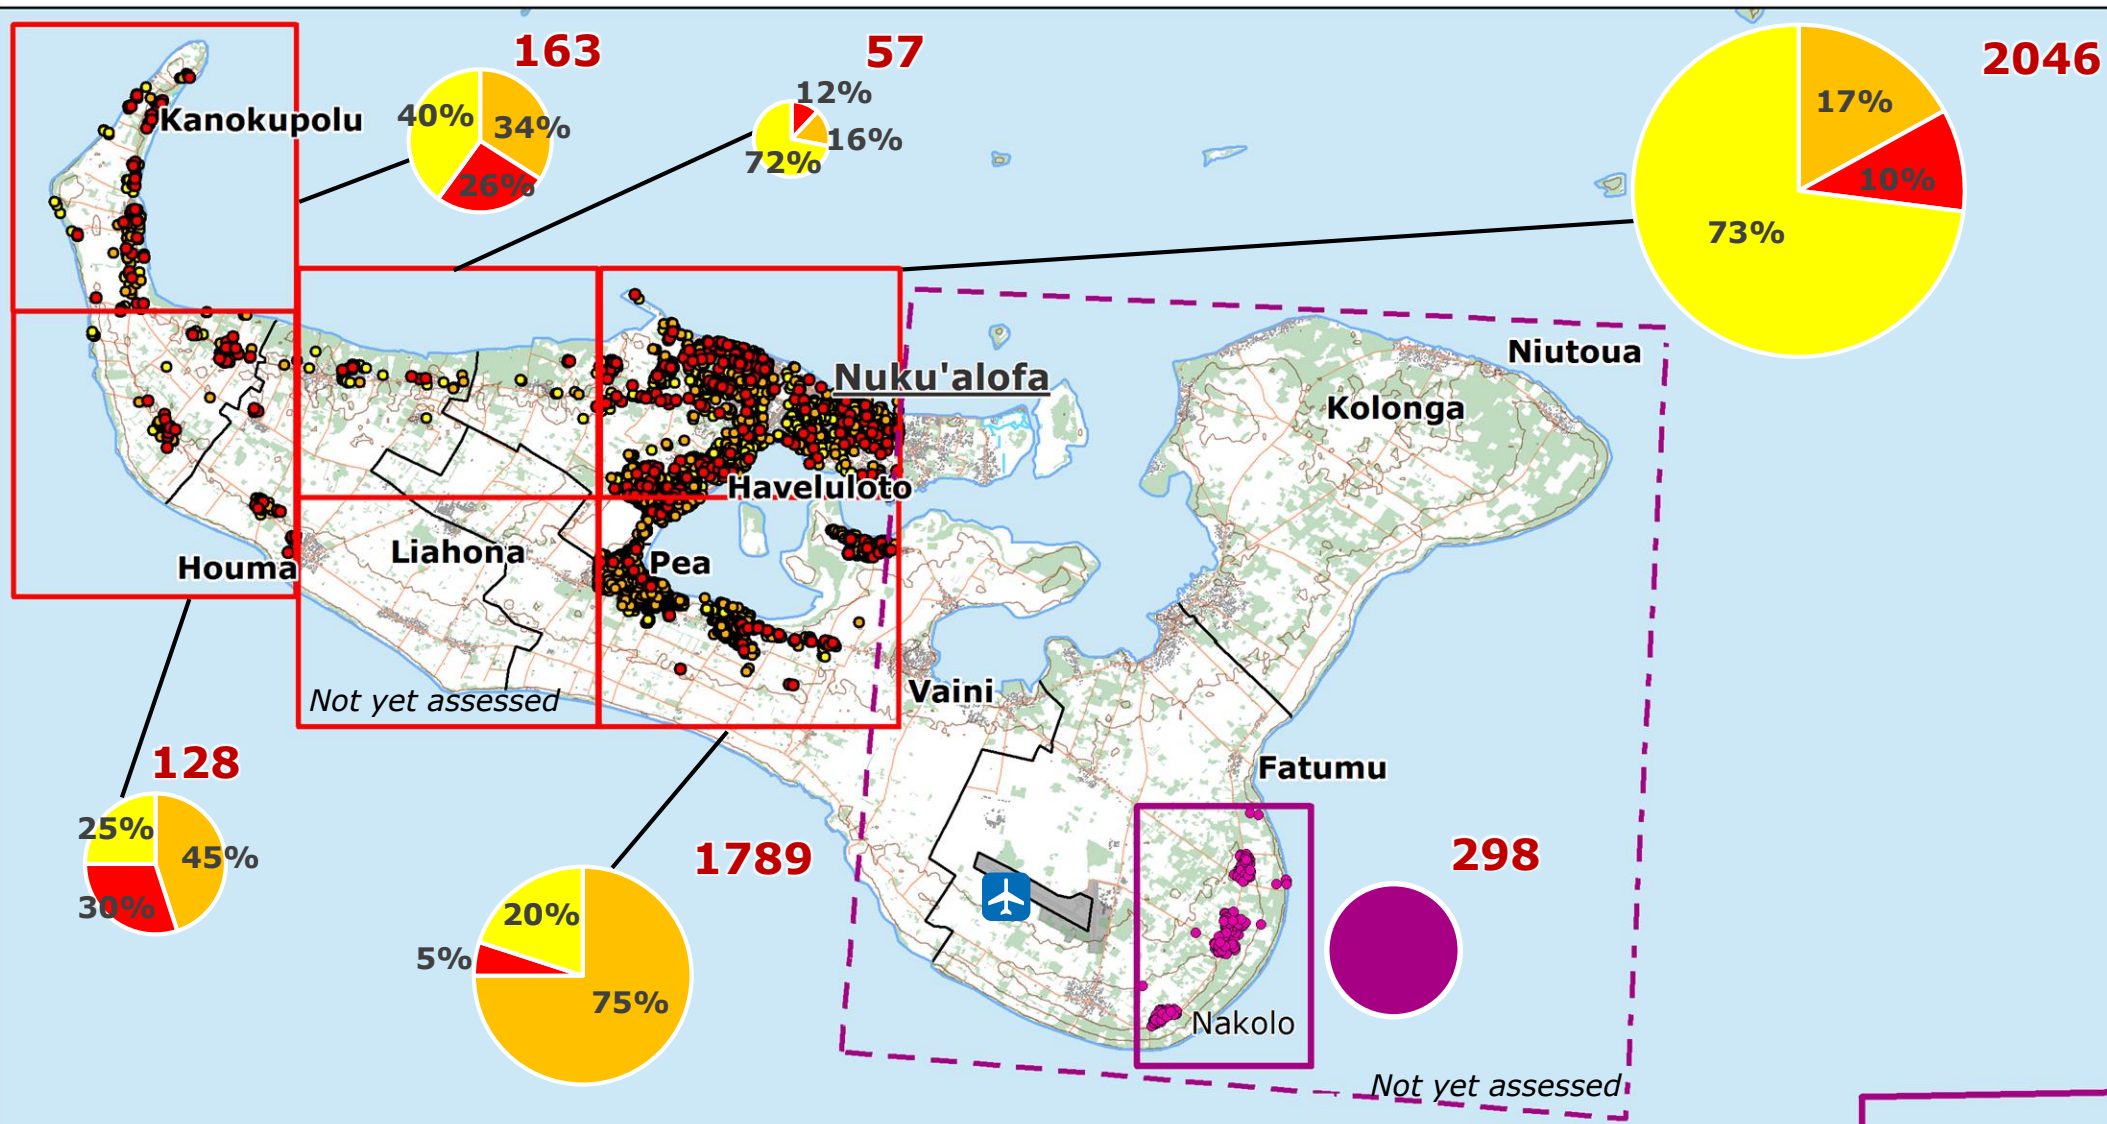 163
57
2046
12%
17%
40%
34%
Kanokupolu
16%
72%
10%
26%
73%
Niutoua
Nuku'alofa
Kolonga
Haveluloto
Liahona
Pea
Houma
Vaini
Not yet assessed
128
Fatumu
25%
45%
1789
298
30%
20%
5%
75%
Nakolo
Not yet assessed